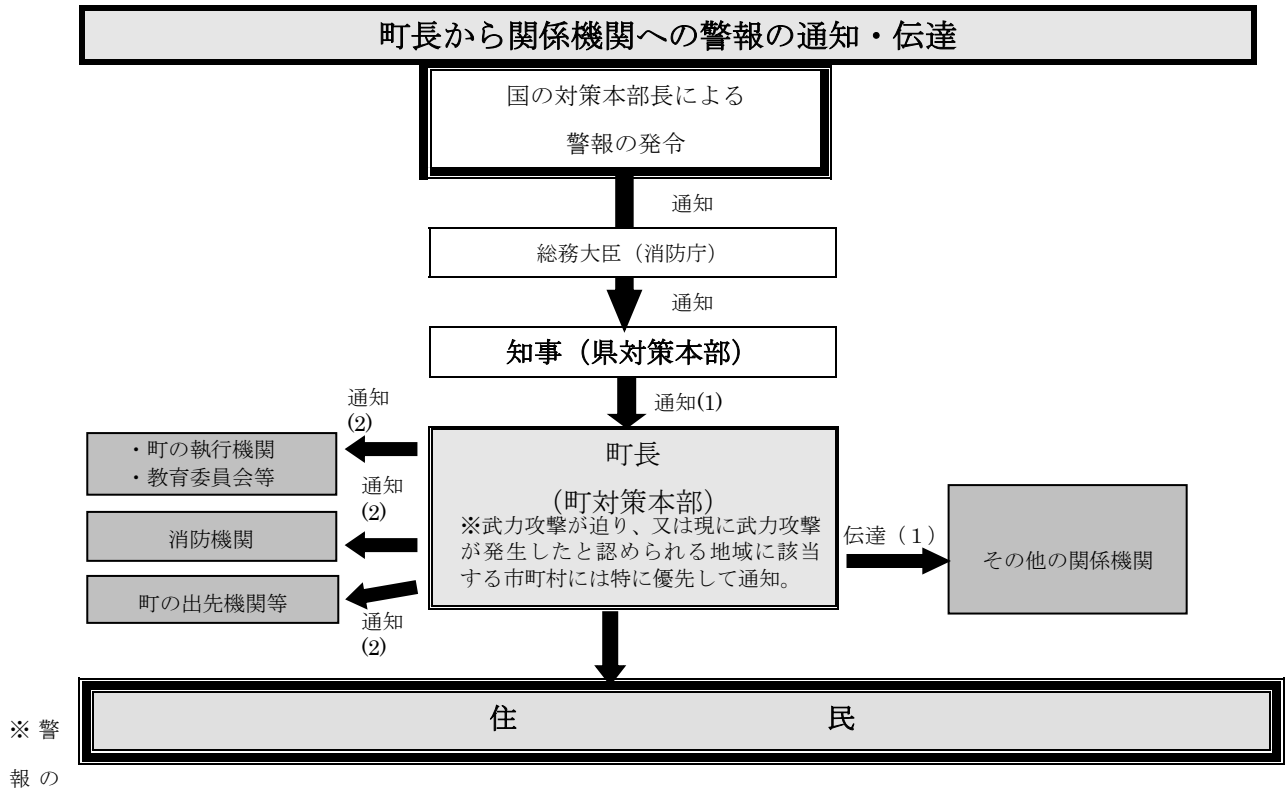 町長から関係機関への警報の通知・伝達
国の対策本部長による
警報の発令
通知
総務大臣（消防庁）
通知
知事（県対策本部）
通知(1)
通知
(2)
・町の執行機関
・教育委員会等
通知
(2)
消防機関
町の出先機関等
通知
(2)
町長
（町対策本部）
※武力攻撃が迫り、又は現に武力攻撃
が発生したと認められる地域に該当
する市町村には特に優先して通知。
伝達（１）
その他の関係機関
住　民
※ 警
報 の